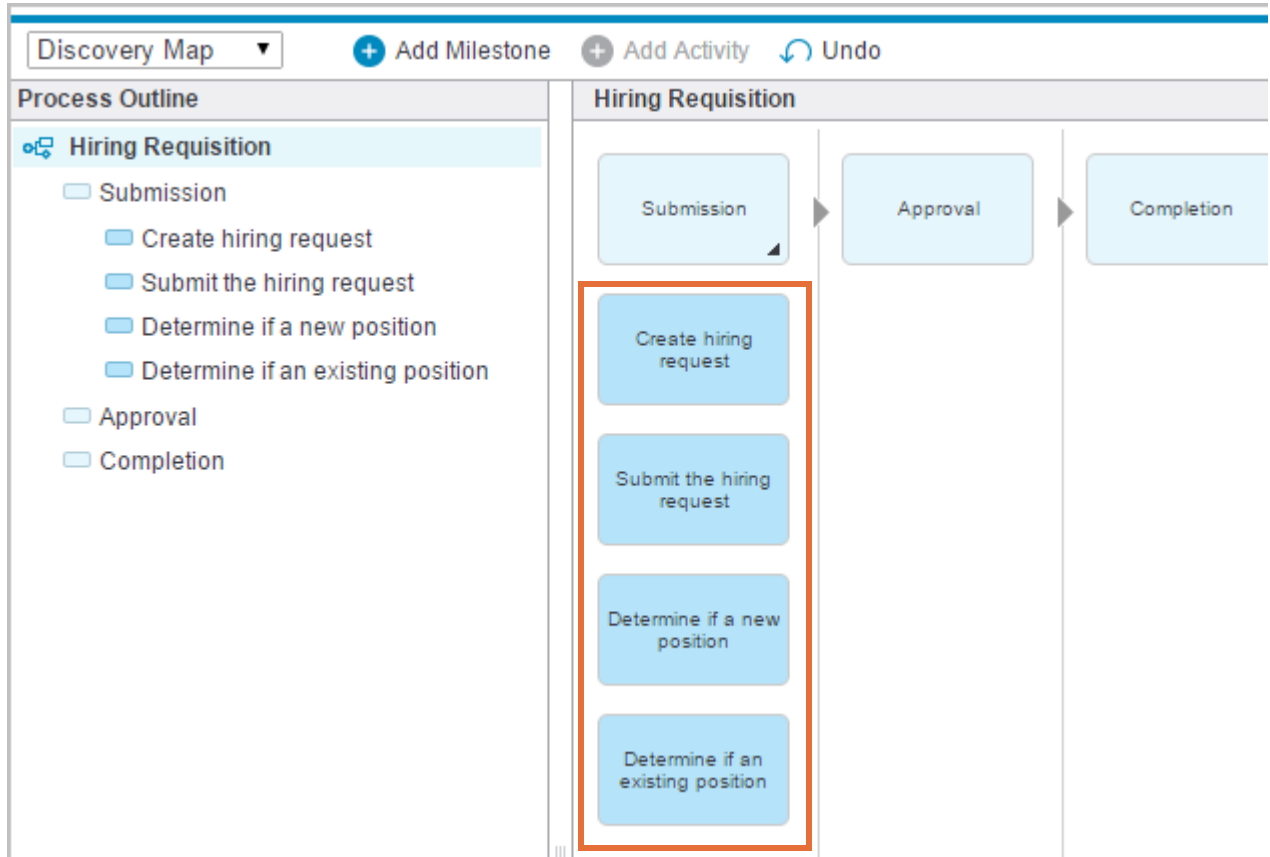 Discovery Map
Add Milestone
Add Activity
Undo
Process Outline
Hiring Requisition
Submission
Create hiring request
Submit the hiring request
Determine if a new position
Determine if an existing position
Approval
Completion
Hiring Requisition
Submission
Approval
Completion
Create hiring
request
Submit the hiring
request
Determine if a new
position
Determine if an
existing position